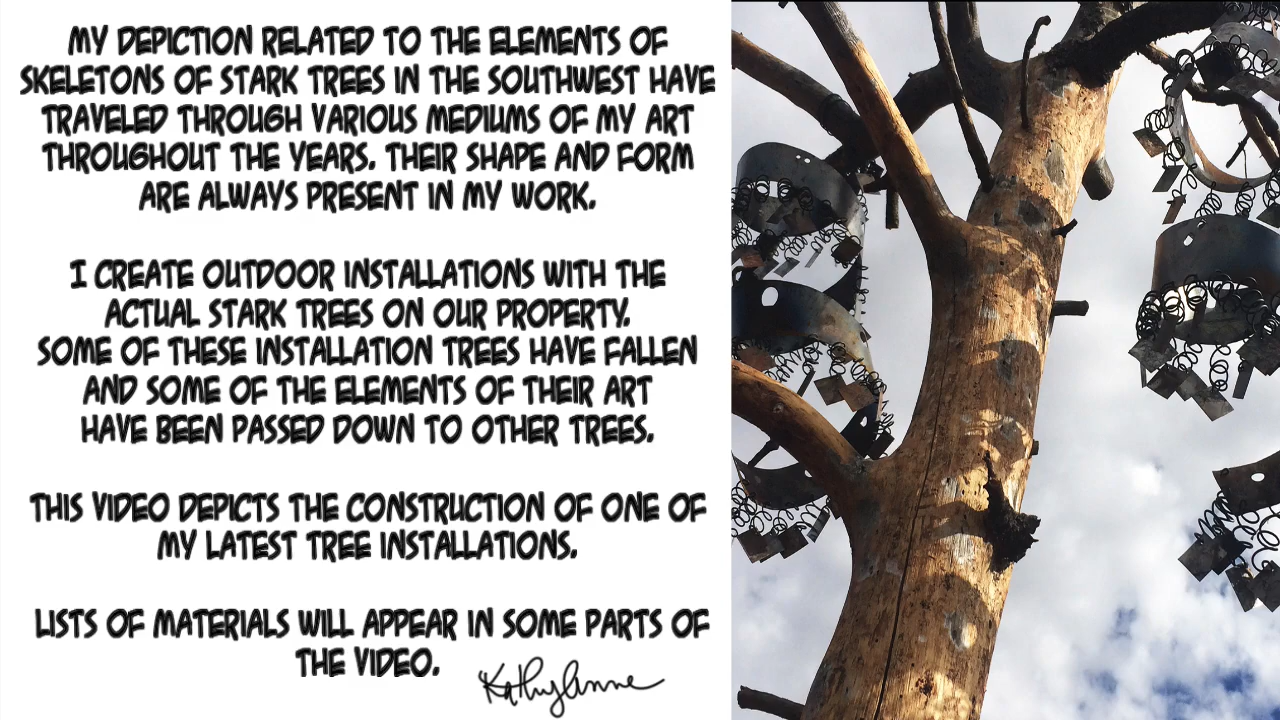 MY DEPICTION RELATED TO THE ELEMENTS OF
SKELETONS OF STARK TREES IN THE SOUTHWEST HAVE
TRAVELED THROUGH VARIOUS MEDIUMS OF MY ART
THROUGHOUT THE YEARS. THEIR SHAPE AND FORM
ARE ALWAYS PRESENT IN MY WORK.
I CREATE OUTDOOR INSTALLATIONS WITH THE
ACTUAL STARK TREES ON OUR PROPERTY.
SOME OF THESE INSTALLATION TREES HAVE FALLEN
AND SOME OF THE ELEMENTS OF THEIR ART
HAVE BEEN PASSED DOWN TO OTHER TREES.
THIS VIDEO DEPICTS THE CONSTRUCTION OF ONE OF
MY LATEST TREE INSTALLATIONS.
LISTS OF MATERIALS WILL APPEAR IN SOME PARTS OF
THE VIDEO.
KathyAnne